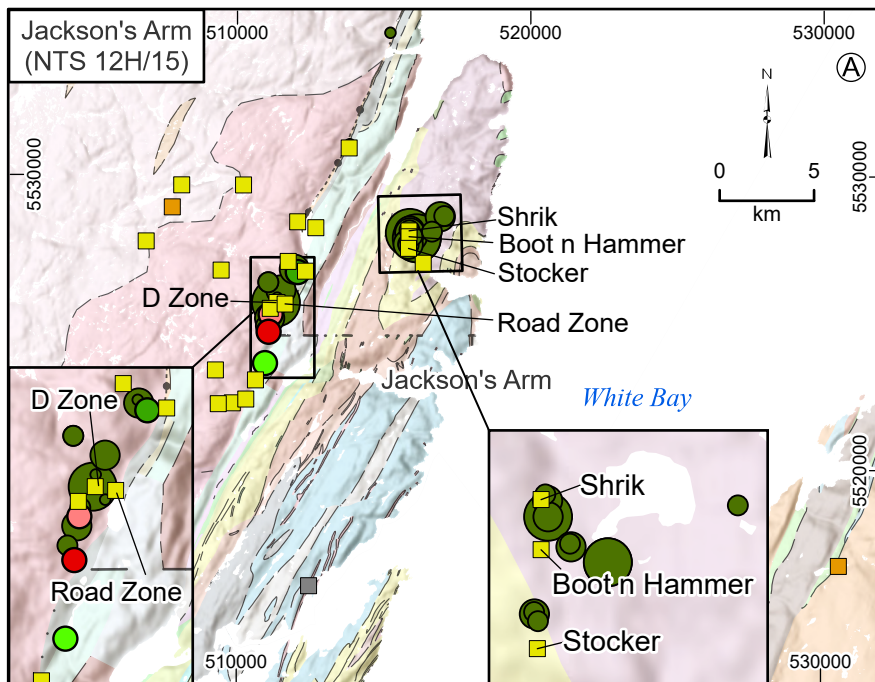 Jackson's Arm
(NTS 12H/15)
510000
520000
530000
A
N
0
5
km
5530000
5530000
Shrik
Boot n Hammer
Stocker
D Zone
Road Zone
Jackson's Arm
White Bay
D Zone
Road Zone
Shrik
Boot n Hammer
Stocker
5520000
510000
530000